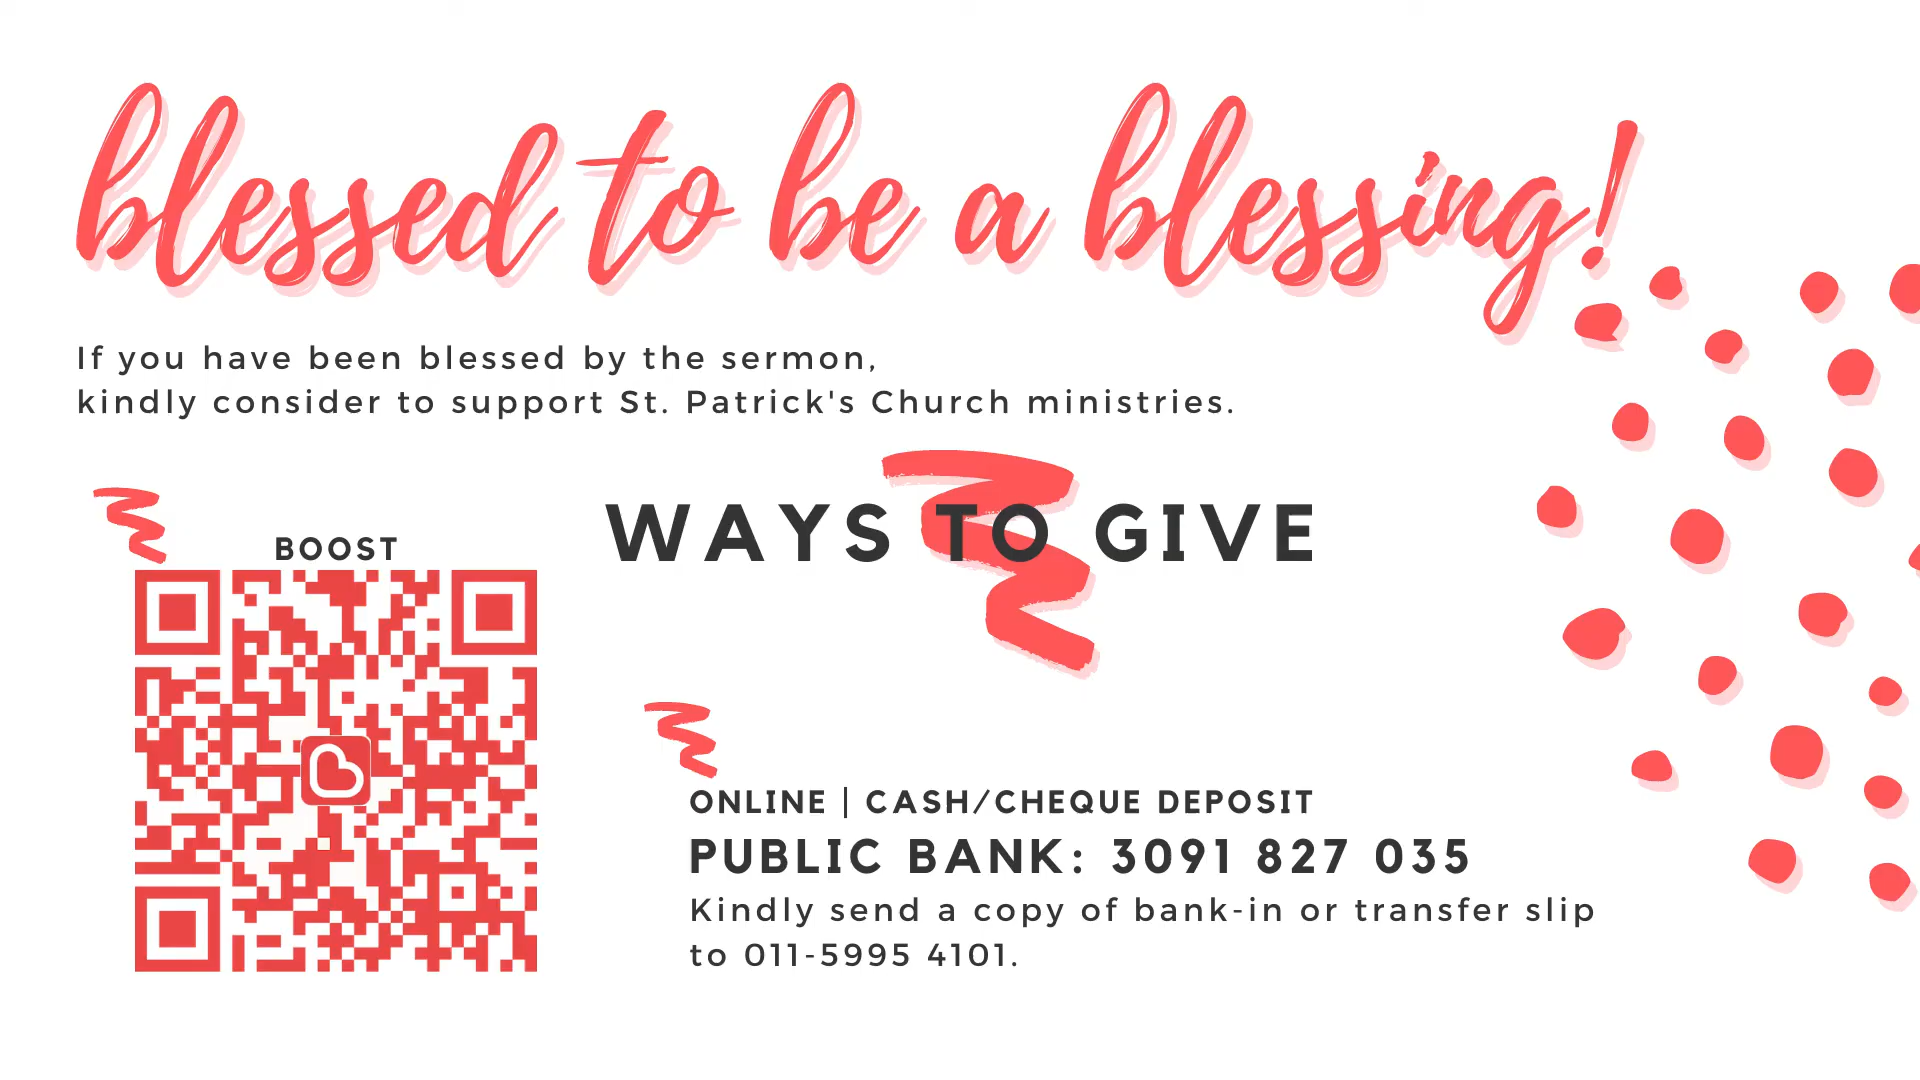 blessed to be a blessing!
If you have been blessed by the sermon,
kindly consider to support St. Patrick's Church ministries.
WAYS TO GIVE
BOOST
ONLINE | CASH/CHEQUE DEPOSIT
PUBLIC BANK: 3091 827 035
Kindly send a copy of bank-in or transfer slip
to 011-5995 4101.